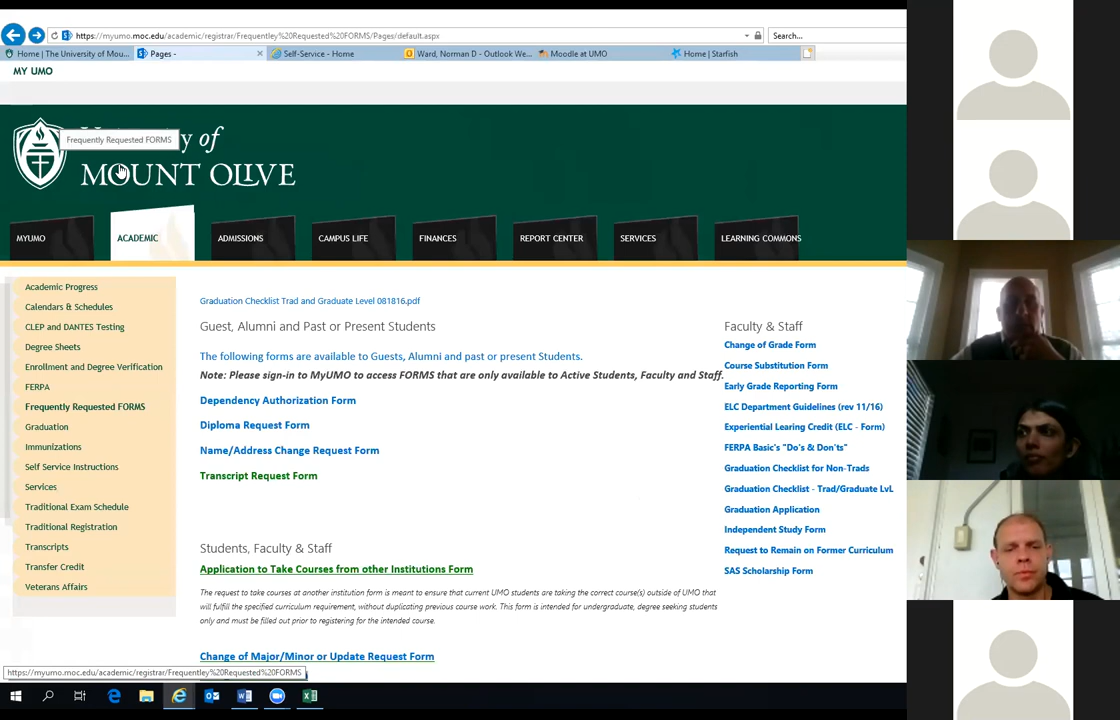 https://myumo.moc.edu/academic/registrar/Frequentley%20Requested%20FORMS/Pages/default.aspx
Search...
Home | The University of Mou...
Pages -
Self-Service - Home
Ward, Norman D - Outlook We...
Moodle at UMO
Home | Starfish
MY UMO
Frequently Requested FORMS
y of
MOUNT OLIVE
MYUMO
ACADEMIC
ADMISSIONS
CAMPUS LIFE
FINANCES
REPORT CENTER
SERVICES
LEARNING COMMONS
Academic Progress
Calendars & Schedules
CLEP and DANTES Testing
Degree Sheets
Enrollment and Degree Verification
FERPA
Frequently Requested FORMS
Graduation
Immunizations
Self Service Instructions
Services
Traditional Exam Schedule
Traditional Registration
Transcripts
Transfer Credit
Veterans Affairs
Graduation Checklist Trad and Graduate Level 081816.pdf
Guest, Alumni and Past or Present Students
The following forms are available to Guests, Alumni and past or present Students.
Note: Please sign-in to MyUMO to access FORMS that are only available to Active Students, Faculty and Staff.
Dependency Authorization Form
Diploma Request Form
Name/Address Change Request Form
Transcript Request Form
Students, Faculty & Staff
Application to Take Courses from other Institutions Form
The request to take courses at another institution form is meant to ensure that current UMO students are taking the correct course(s) outside of UMO that
will fulfill the specified curriculum requirement, without duplicating previous course work. This form is intended for undergraduate, degree seeking students
only and must be filled out prior to registering for the intended course.
Change of Major/Minor or Update Request Form
Faculty & Staff
Change of Grade Form
Course Substitution Form
Early Grade Reporting Form
ELC Department Guidelines (rev 11/16)
Experiential Learing Credit (ELC - Form)
FERPA Basic's "Do's & Don'ts"
Graduation Checklist for Non-Trads
Graduation Checklist - Trad/Graduate LvL
Graduation Application
Independent Study Form
Request to Remain on Former Curriculum
SAS Scholarship Form
https://myumo.moc.edu/academic/registrar/Frequentley%20Requested%20FORMS